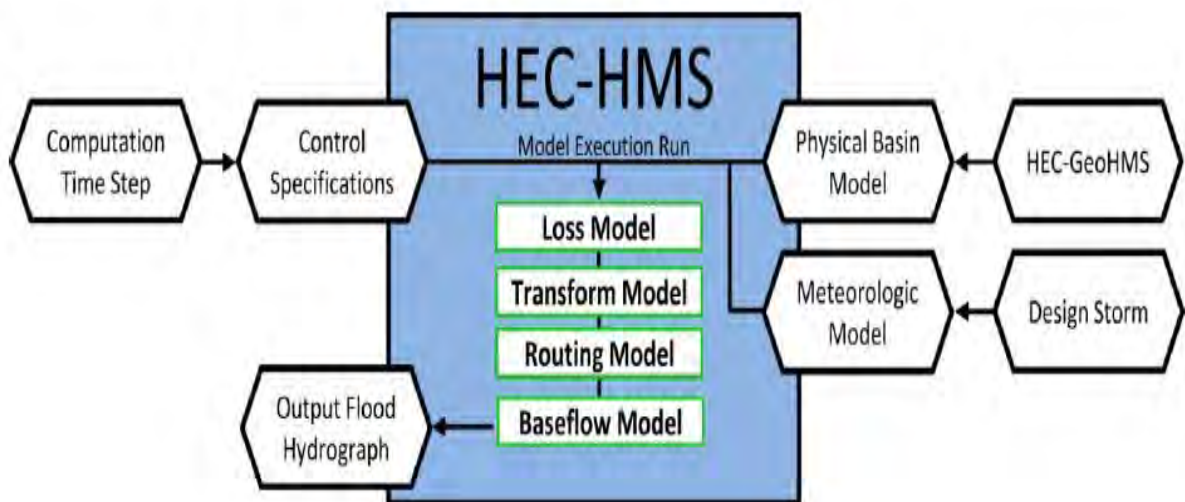 HEC-HMS
Model Execution Run
Computation
Time Step
Control
Specifications
Physical Basin
Model
HEC-GeoHMS
Loss Model
Transform Model
Routing Model
Baseflow Model
Meteorologic
Model
Design Storm
Output Flood
Hydrograph